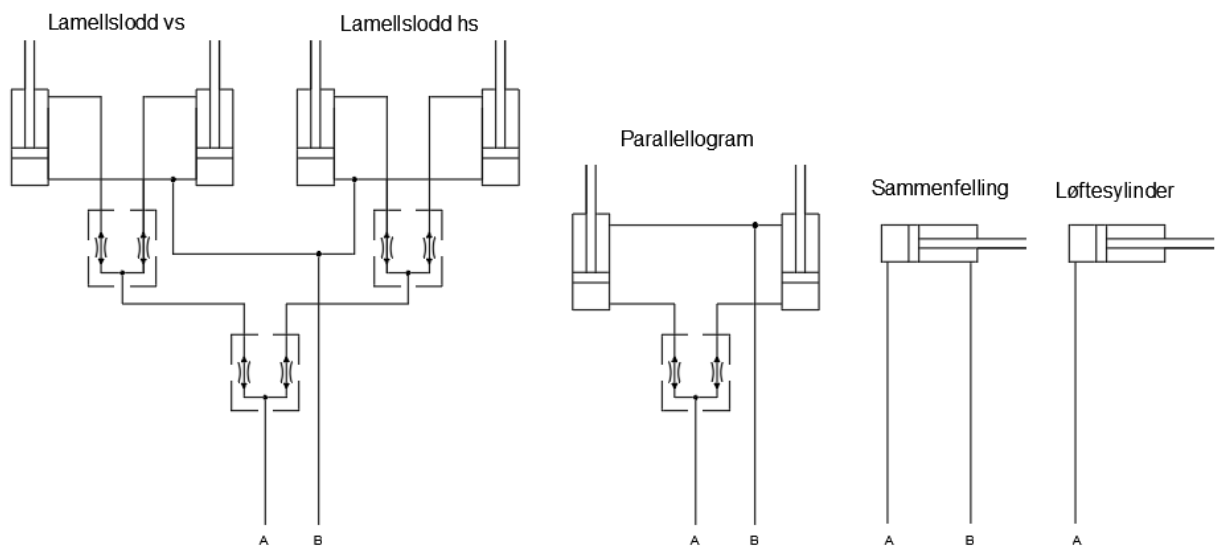 Lamellslodd vs
Lamellslodd hs
Parallellogram
Sammenfelling
Løftesylinder
A
B
A
B
A
B
A